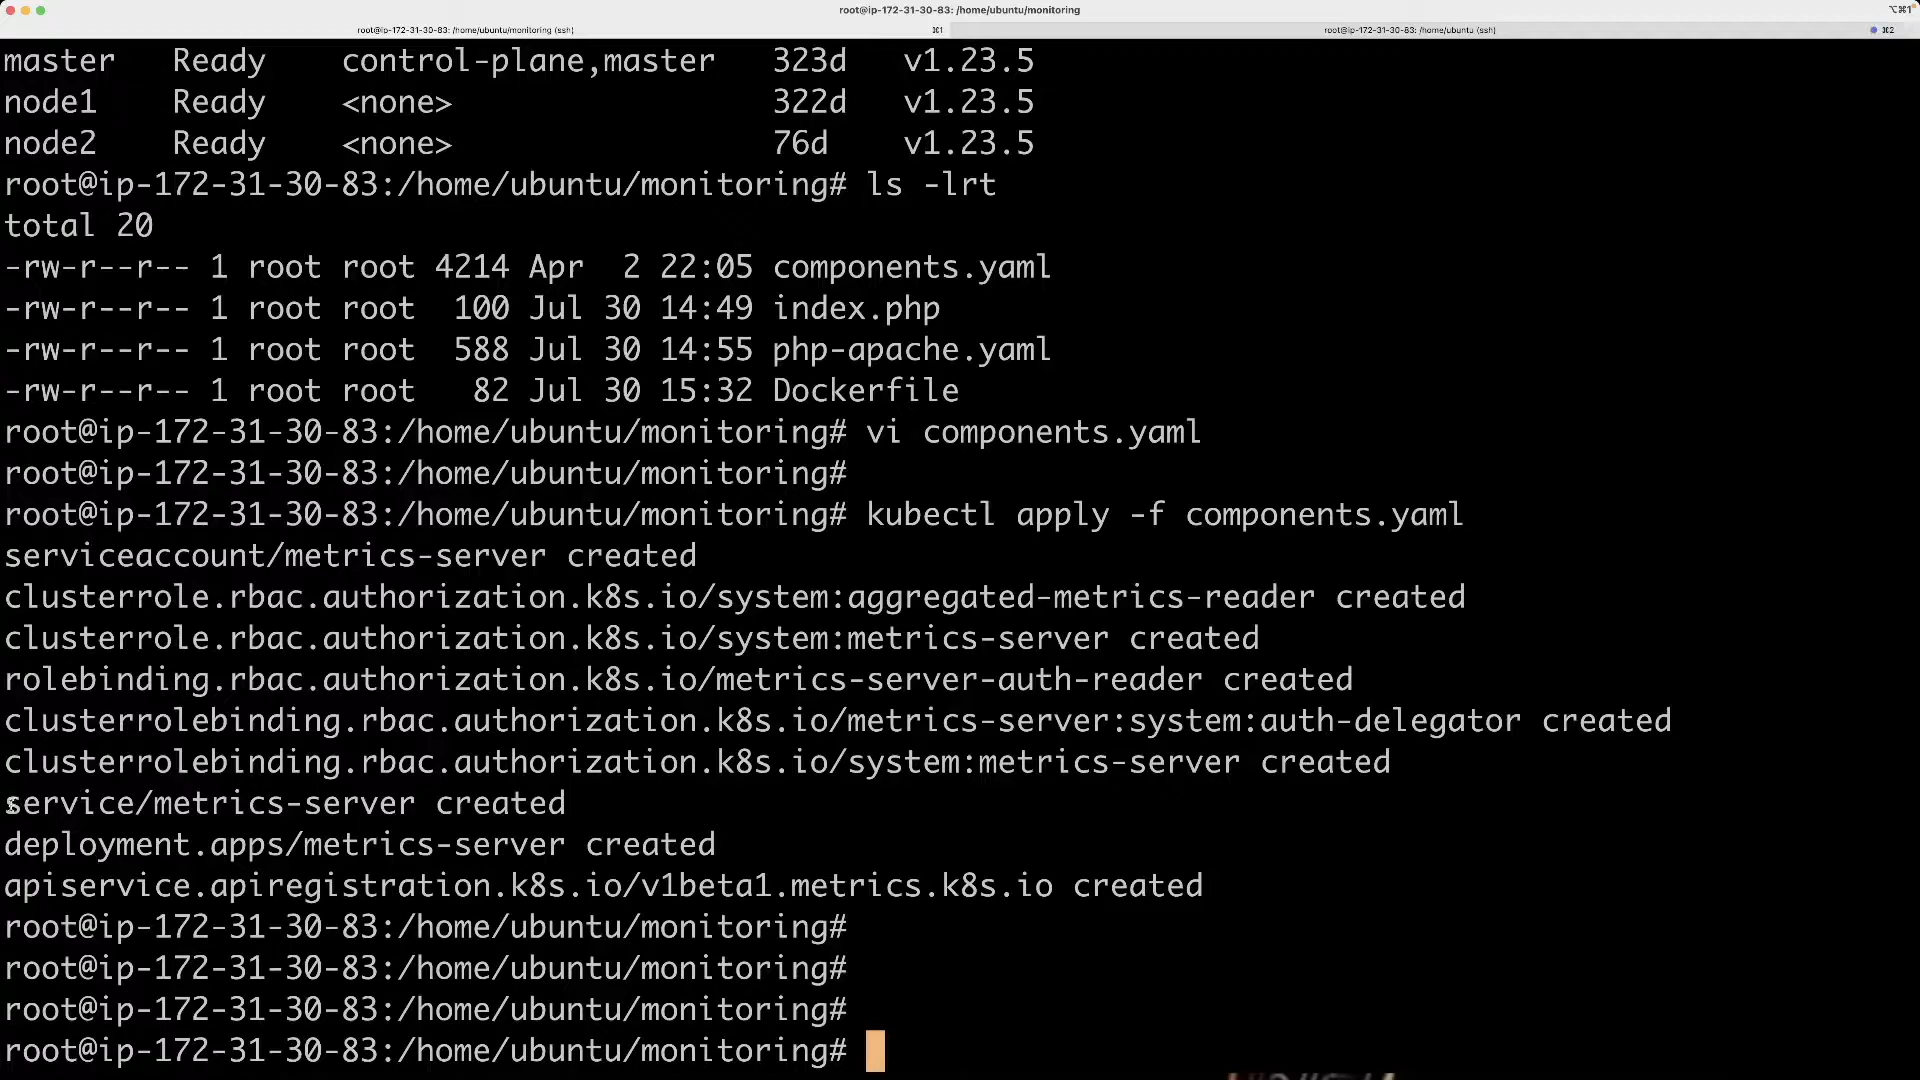 root@ip-172-31-30-83: /home/ubuntu/monitoring
⌥⌘1
root@ip-172-31-30-83: /home/ubuntu/monitoring (ssh)
⌘1
root@ip-172-31-30-83: /home/ubuntu (ssh)
⌘2
master   Ready    control-plane,master   323d   v1.23.5
node1    Ready    <none>                 322d   v1.23.5
node2    Ready    <none>                 76d    v1.23.5
root@ip-172-31-30-83:/home/ubuntu/monitoring# ls -lrt
total 20
-rw-r--r-- 1 root root 4214 Apr  2 22:05 components.yaml
-rw-r--r-- 1 root root  100 Jul 30 14:49 index.php
-rw-r--r-- 1 root root  588 Jul 30 14:55 php-apache.yaml
-rw-r--r-- 1 root root   82 Jul 30 15:32 Dockerfile
root@ip-172-31-30-83:/home/ubuntu/monitoring# vi components.yaml
root@ip-172-31-30-83:/home/ubuntu/monitoring#
root@ip-172-31-30-83:/home/ubuntu/monitoring# kubectl apply -f components.yaml
serviceaccount/metrics-server created
clusterrole.rbac.authorization.k8s.io/system:aggregated-metrics-reader created
clusterrole.rbac.authorization.k8s.io/system:metrics-server created
rolebinding.rbac.authorization.k8s.io/metrics-server-auth-reader created
clusterrolebinding.rbac.authorization.k8s.io/metrics-server:system:auth-delegator created
clusterrolebinding.rbac.authorization.k8s.io/system:metrics-server created
service/metrics-server created
deployment.apps/metrics-server created
apiservice.apiregistration.k8s.io/v1beta1.metrics.k8s.io created
root@ip-172-31-30-83:/home/ubuntu/monitoring#
root@ip-172-31-30-83:/home/ubuntu/monitoring#
root@ip-172-31-30-83:/home/ubuntu/monitoring#
root@ip-172-31-30-83:/home/ubuntu/monitoring#